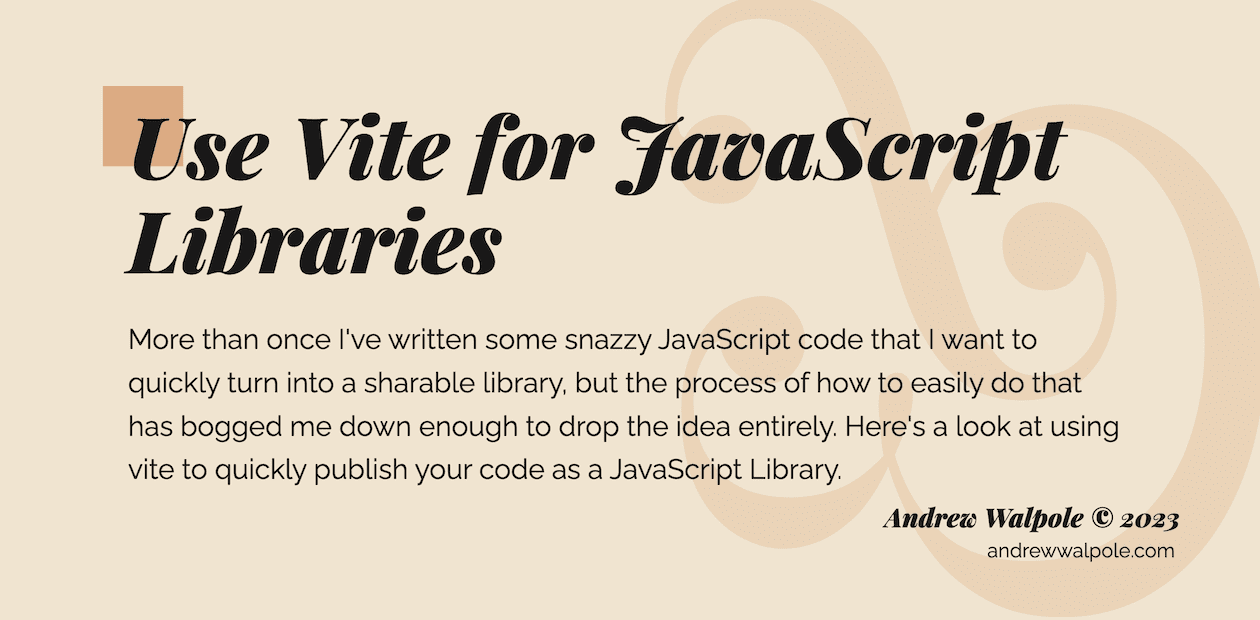 Use Vite for JavaScript
Libraries
More than once I've written some snazzy JavaScript code that I want to
quickly turn into a sharable library, but the process of how to easily do that
has bogged me down enough to drop the idea entirely. Here's a look at using
vite to quickly publish your code as a JavaScript Library.
Andrew Walpole © 2023
andrewwalpole.com